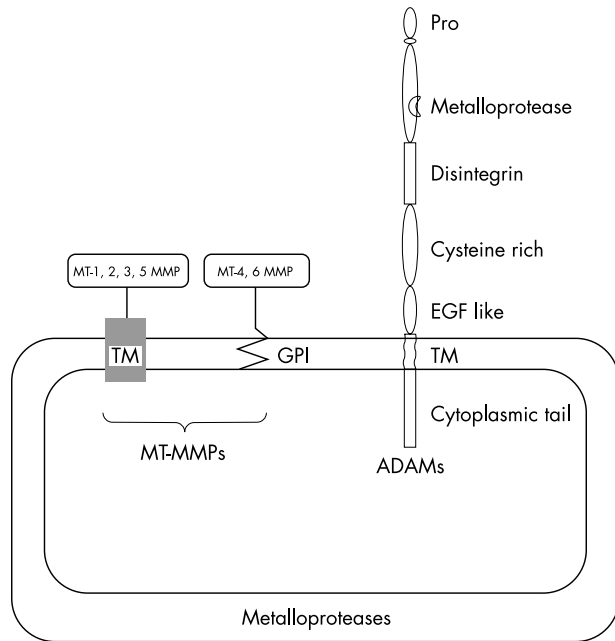 Pro
Metalloprotease
Disintegrin
Cysteine rich
MT-1, 2, 3, 5 MMP
MT-4, 6 MMP
EGF like
TM
GPI
TM
Cytoplasmic tail
MT-MMPs
ADAMs
Metalloproteases